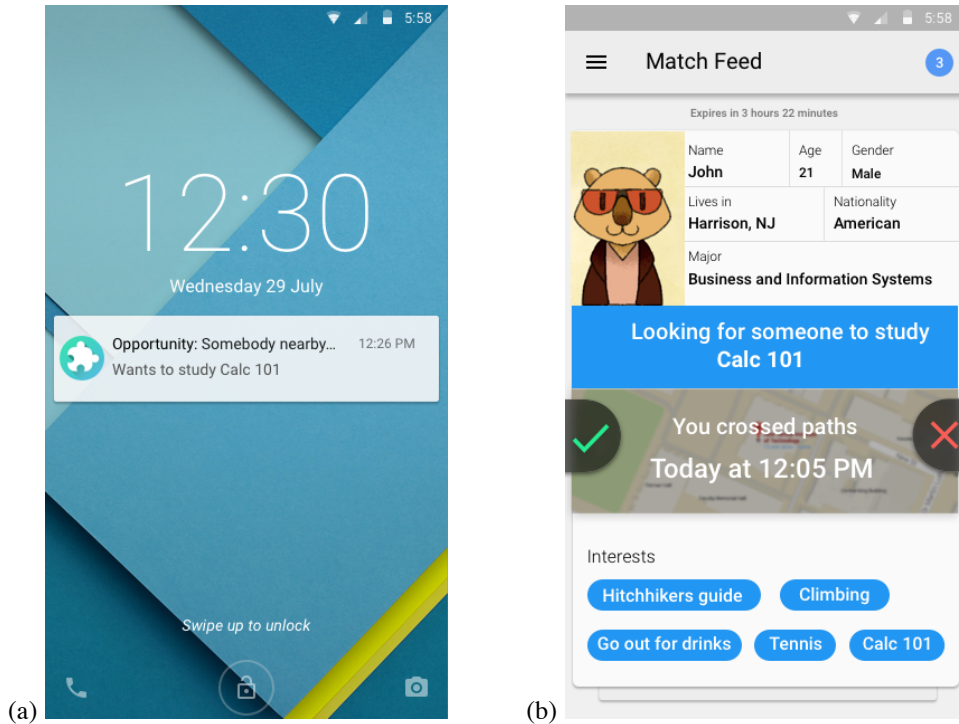 5:58
12:30
Wednesday 29 July
Opportunity: Somebody nearby... 12:26 PM
Wants to study Calc 101
Swipe up to unlock
(a)
5:58
Match Feed 3
Expires in 3 hours 22 minutes
Name Age Gender
John 21 Male
Lives in Nationality
Harrison, NJ American
Major
Business and Information Systems
Looking for someone to study
Calc 101
You crossed paths
Today at 12:05 PM
Interests
Hitchhikers guide Climbing
Go out for drinks Tennis Calc 101
(b)